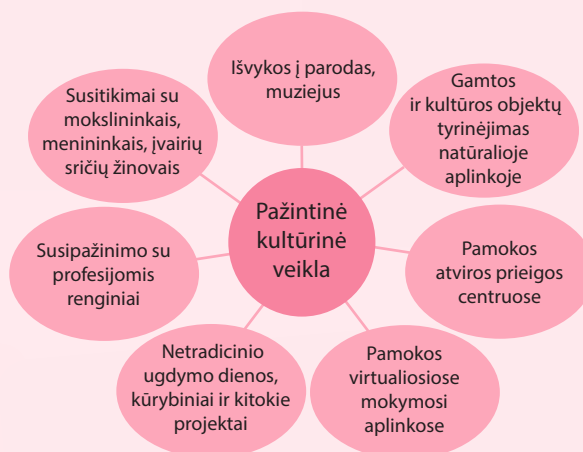 Išvykos į parodas,
muziejus
Gamtos
ir kultūros objektų
tyrinėjimas
natūralioje
aplinkoje
Pamokos
atviros prieigos
centruose
Pamokos
virtualiosiose
mokymosi
aplinkose
Netradicinio
ugdymo dienos,
kūrybiniai ir kitokie
projektai
Susipažinimo su
profesijomis
renginiai
Susitikimai su
mokslininkais,
menininkais, įvairių
sričių žinovais
Pažintinė
kultūrinė
veikla